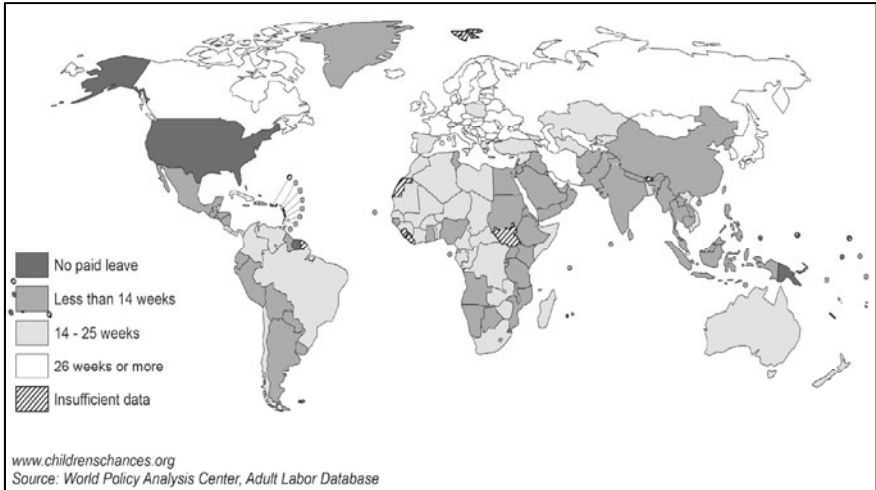 No paid leave
Less than 14 weeks
14 - 25 weeks
26 weeks or more
Insufficient data
www.childrenschances.org
Source: World Policy Analysis Center, Adult Labor Database